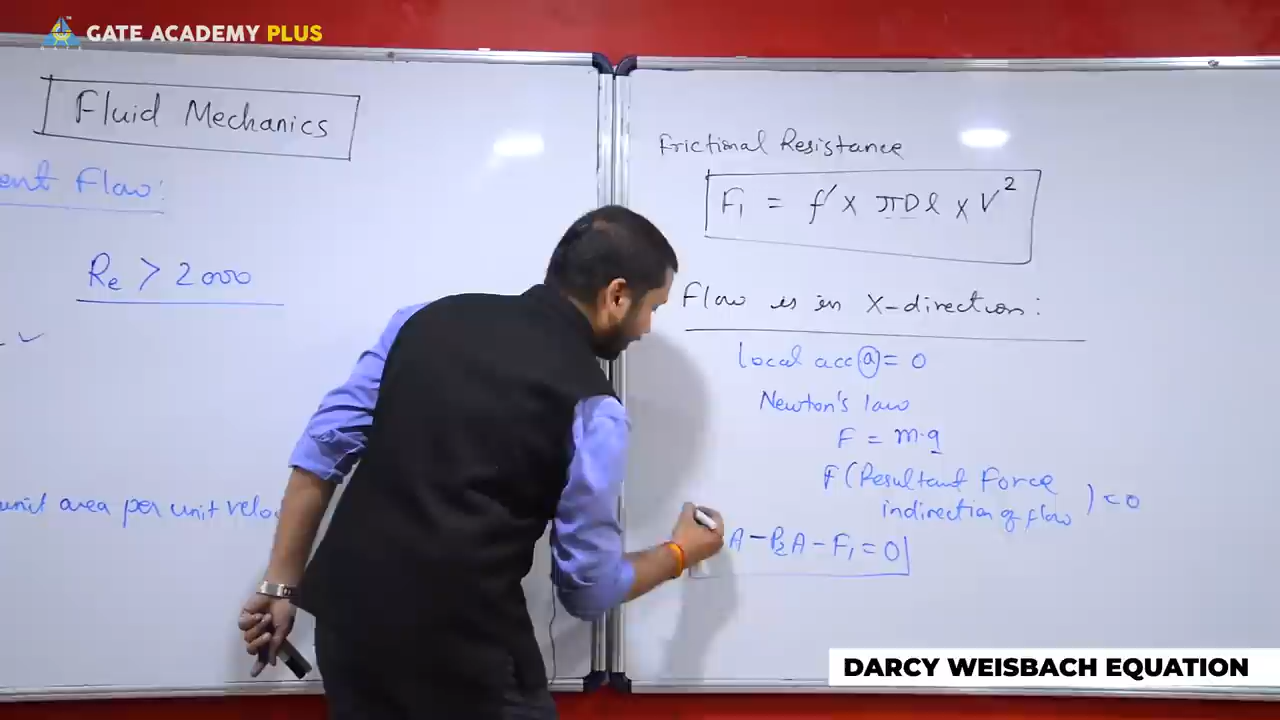 GATE ACADEMY PLUS
Fluid Mechanics
ent Flow:
Re > 2000
unit area per unit velo
Frictional Resistance
F1 = f' x πDl x V²
Flow is in X-direction:
local acc (a) = 0
Newton's law
F = m.a
F (Resultant Force
indirection of flow) = 0
A - P2A - F1 = 0
DARCY WEISBACH EQUATION